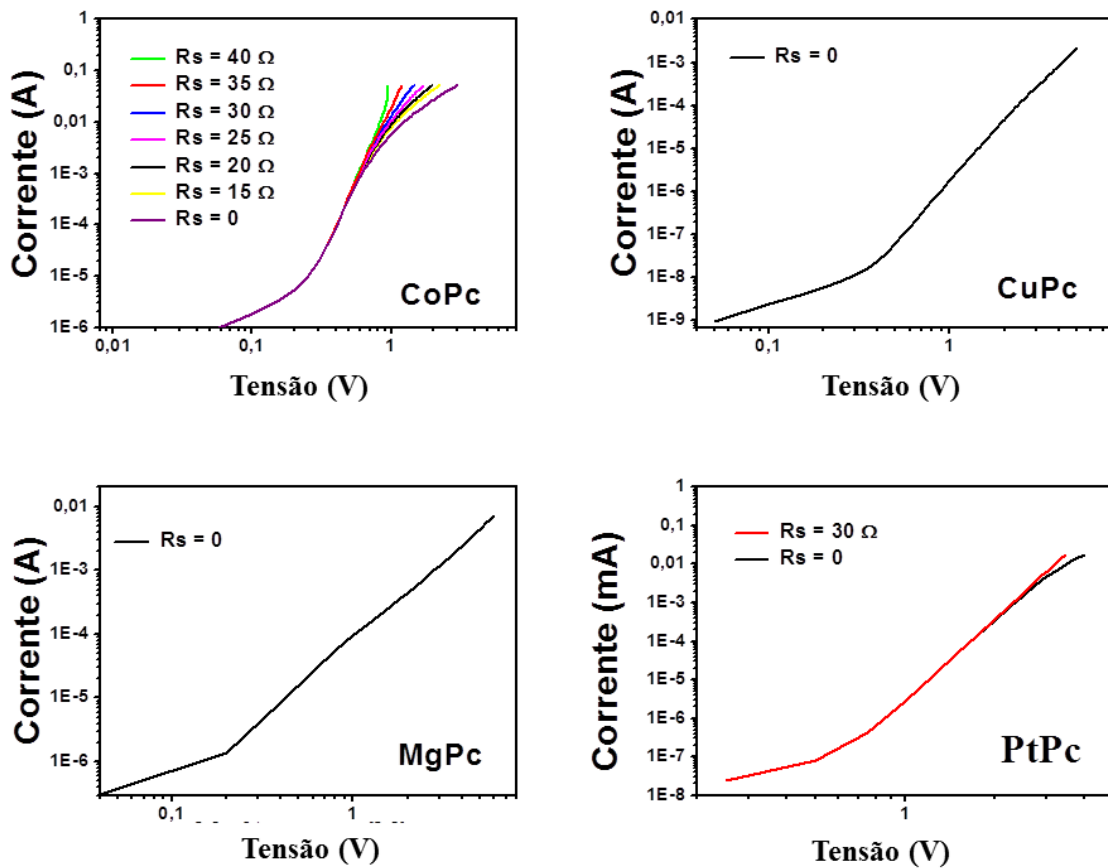 1
0,1
0,01
1E-3
1E-4
1E-5
1E-6
Corrente (A)
Rs = 40 Ω
Rs = 35 Ω
Rs = 30 Ω
Rs = 25 Ω
Rs = 20 Ω
Rs = 15 Ω
Rs = 0
CoPc
0,01 0,1 1
Tensão (V)
0,01
1E-3
1E-4
1E-5
1E-6
1E-7
1E-8
1E-9
Corrente (A)
Rs = 0
CuPc
0,1 1
Tensão (V)
0,01
1E-3
1E-4
1E-5
1E-6
Corrente (A)
Rs = 0
MgPc
0,1 1
Tensão (V)
1
0,1
0,01
1E-3
1E-4
1E-5
1E-6
1E-7
1E-8
Corrente (mA)
Rs = 30 Ω
Rs = 0
PtPc
1
Tensão (V)